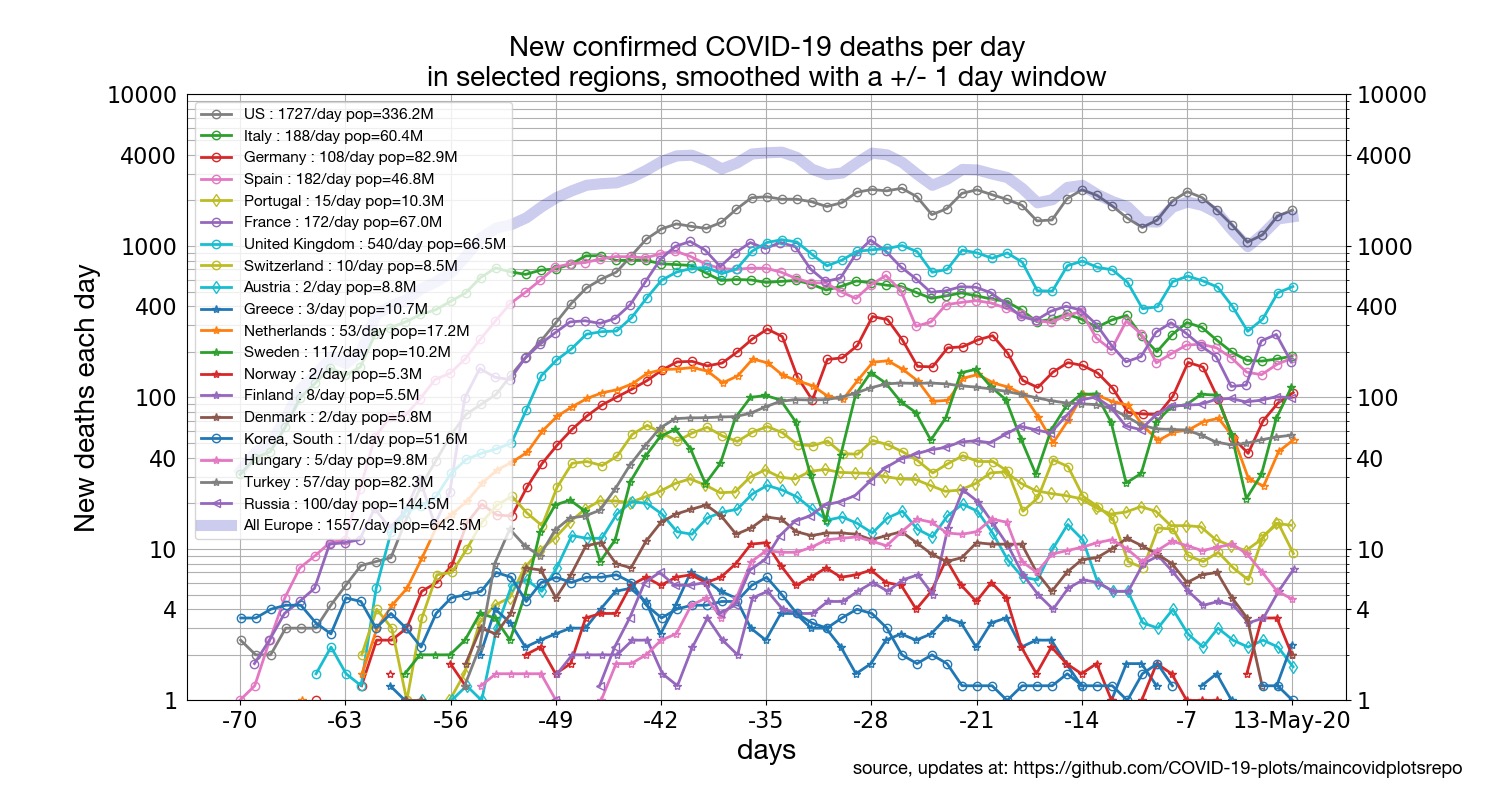 New confirmed COVID-19 deaths per day
in selected regions, smoothed with a +/- 1 day window
10000
4000
1000
400
100
40
10
4
1
New deaths each day
US : 1727/day pop=336.2M
Italy : 188/day pop=60.4M
Germany : 108/day pop=82.9M
Spain : 182/day pop=46.8M
Portugal : 15/day pop=10.3M
France : 172/day pop=67.0M
United Kingdom : 540/day pop=66.5M
Switzerland : 10/day pop=8.5M
Austria : 2/day pop=8.8M
Greece : 3/day pop=10.7M
Netherlands : 53/day pop=17.2M
Sweden : 117/day pop=10.2M
Norway : 2/day pop=5.3M
Finland : 8/day pop=5.5M
Denmark : 2/day pop=5.8M
Korea, South : 1/day pop=51.6M
Hungary : 5/day pop=9.8M
Turkey : 57/day pop=82.3M
Russia : 100/day pop=144.5M
All Europe : 1557/day pop=642.5M
10000
4000
1000
400
100
40
10
4
1
-70 -63 -56 -49 -42 -35 -28 -21 -14 -7 13-May-20
days
source, updates at: https://github.com/COVID-19-plots/maincovidplotsrepo